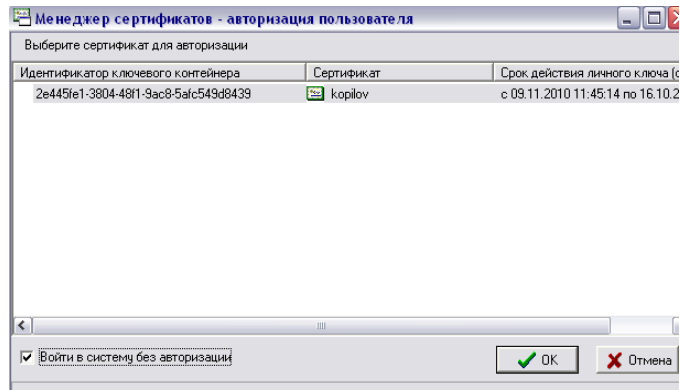 Менеджер сертификатов - авторизация пользователя
Выберите сертификат для авторизации
Идентификатор ключевого контейнера Сертификат Срок действия личного ключа (с
2e445fe1-3804-48f1-9ac8-5afc549d8439 kopilov с 09.11.2010 11:45:14 по 16.10.2
Войти в систему без авторизации OK Отмена